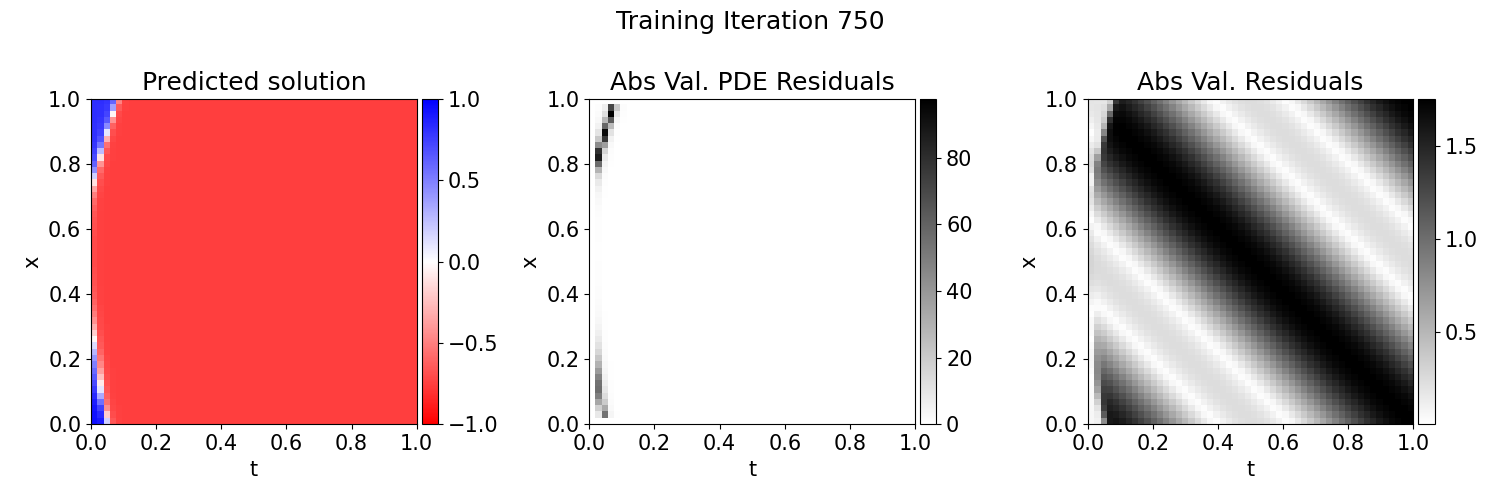 Training Iteration 750
Predicted solution
Abs Val. PDE Residuals
Abs Val. Residuals
1.0
0.8
0.6
0.4
0.2
0.0
x
0.0 0.2 0.4 0.6 0.8 1.0
t
1.0
0.5
0.0
−0.5
−1.0
1.0
0.8
0.6
0.4
0.2
0.0
x
0.0 0.2 0.4 0.6 0.8 1.0
t
80
60
40
20
0
1.0
0.8
0.6
0.4
0.2
0.0
x
0.0 0.2 0.4 0.6 0.8 1.0
t
1.5
1.0
0.5